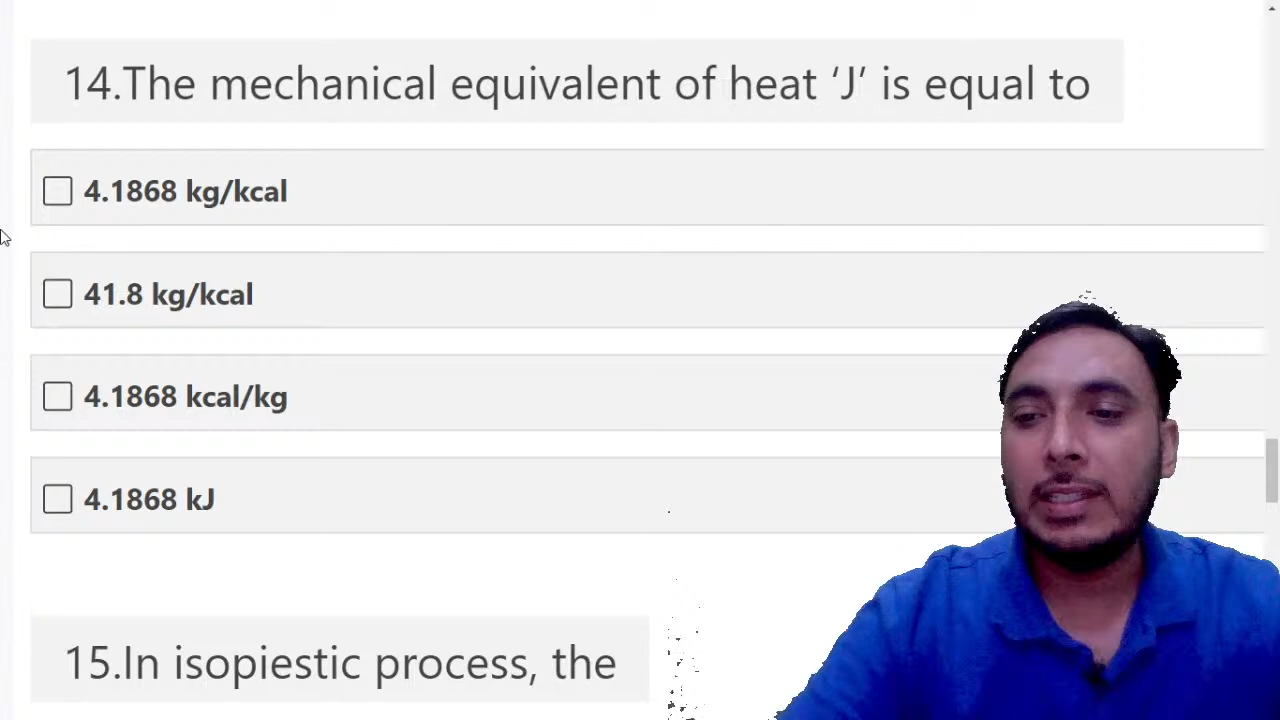 14.The mechanical equivalent of heat ‘J’ is equal to
4.1868 kg/kcal
41.8 kg/kcal
4.1868 kcal/kg
4.1868 kJ
15.In isopiestic process, the